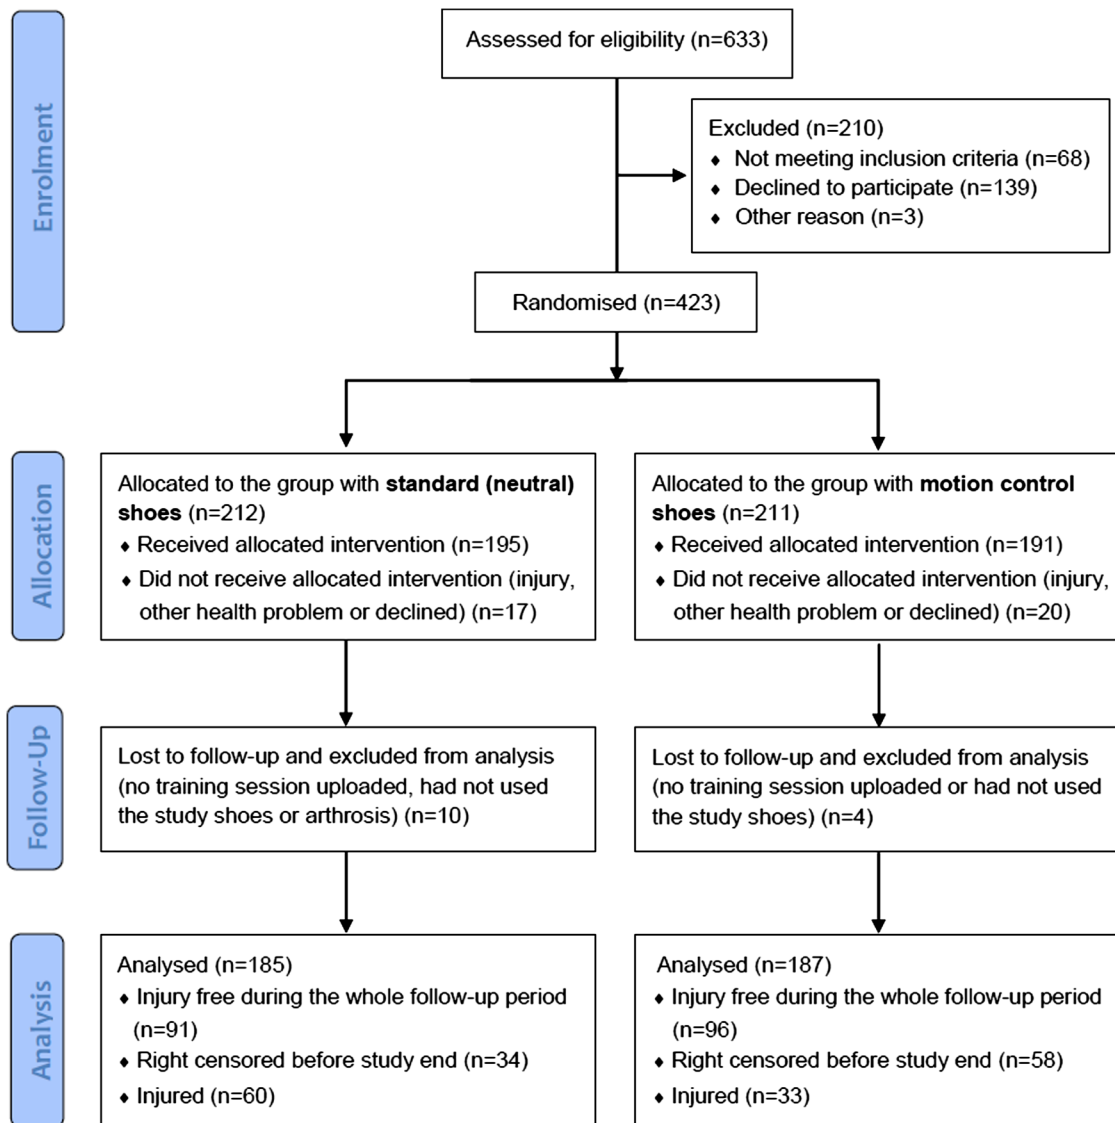 Enrolment
Assessed for eligibility (n=633)
Excluded (n=210)
♦ Not meeting inclusion criteria (n=68)
♦ Declined to participate (n=139)
♦ Other reason (n=3)
Randomised (n=423)
Allocation
Allocated to the group with standard (neutral)
shoes (n=212)
♦ Received allocated intervention (n=195)
♦ Did not receive allocated intervention (injury,
other health problem or declined) (n=17)
Allocated to the group with motion control
shoes (n=211)
♦ Received allocated intervention (n=191)
♦ Did not receive allocated intervention (injury,
other health problem or declined) (n=20)
Follow-Up
Lost to follow-up and excluded from analysis
(no training session uploaded, had not used
the study shoes or arthrosis) (n=10)
Lost to follow-up and excluded from analysis
(no training session uploaded or had not used
the study shoes) (n=4)
Analysis
Analysed (n=185)
♦ Injury free during the whole follow-up period
(n=91)
♦ Right censored before study end (n=34)
♦ Injured (n=60)
Analysed (n=187)
♦ Injury free during the whole follow-up period
(n=96)
♦ Right censored before study end (n=58)
♦ Injured (n=33)